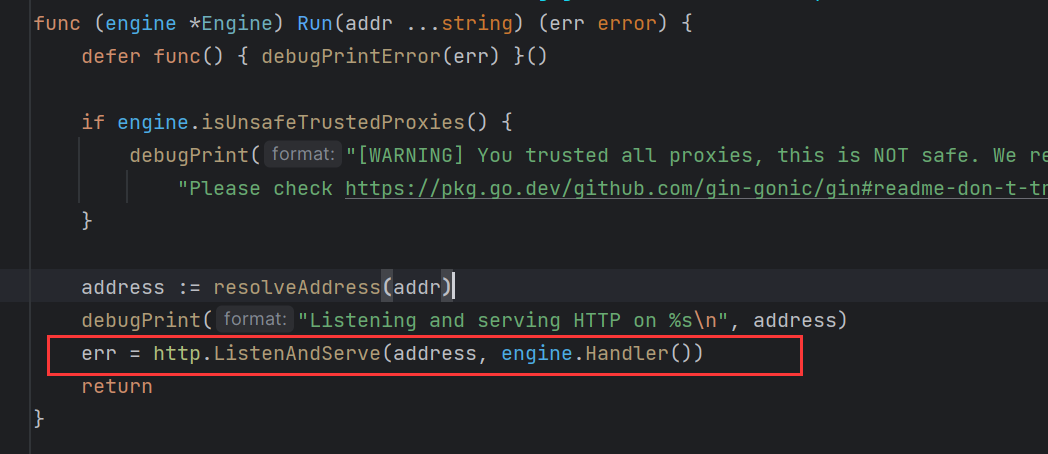 func (engine *Engine) Run(addr ...string) (err error) {
defer func() { debugPrintError(err) }()
if engine.isUnsafeTrustedProxies() {
debugPrint( format: "[WARNING] You trusted all proxies, this is NOT safe. We re
"Please check https://pkg.go.dev/github.com/gin-gonic/gin#readme-don-t-tr
}
address := resolveAddress(addr)
debugPrint( format: "Listening and serving HTTP on %s\n", address)
err = http.ListenAndServe(address, engine.Handler())
return
}